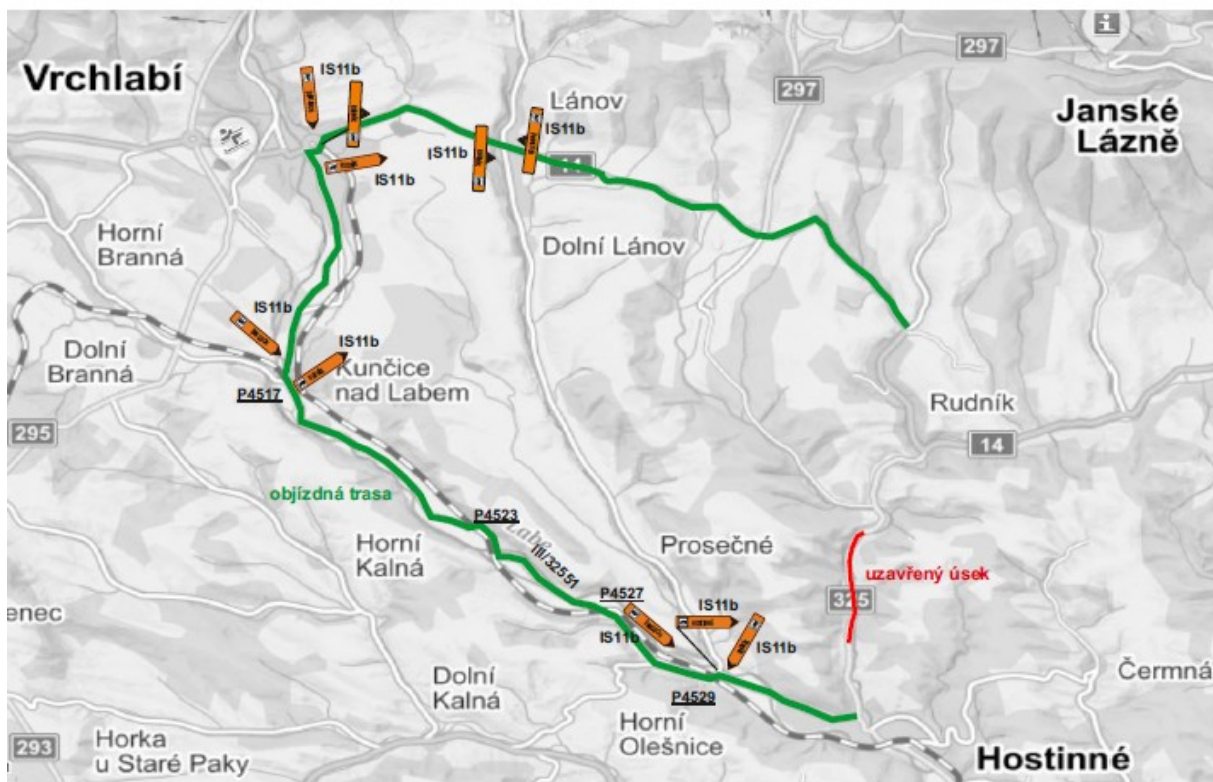 297
297
Vrchlabí
IS11b
Lánov
Janské
Lázně
IS11b
IS11b
IS11b
14
Horní
Branná
Dolní Lánov
IS11b
IS11b
Dolní
Branná
Kunčice
nad Labem
P4517
Rudník
295
14
objízdná trasa
P4523
Labe
Horní
Kalná
III/32551
Prosečné
uzavřený úsek
325
P4527
IS11b
IS11b
IS11b
enec
Čermná
Dolní
Kalná
P4529
Horní
Olešnice
293
Horka
u Staré Paky
Hostinné